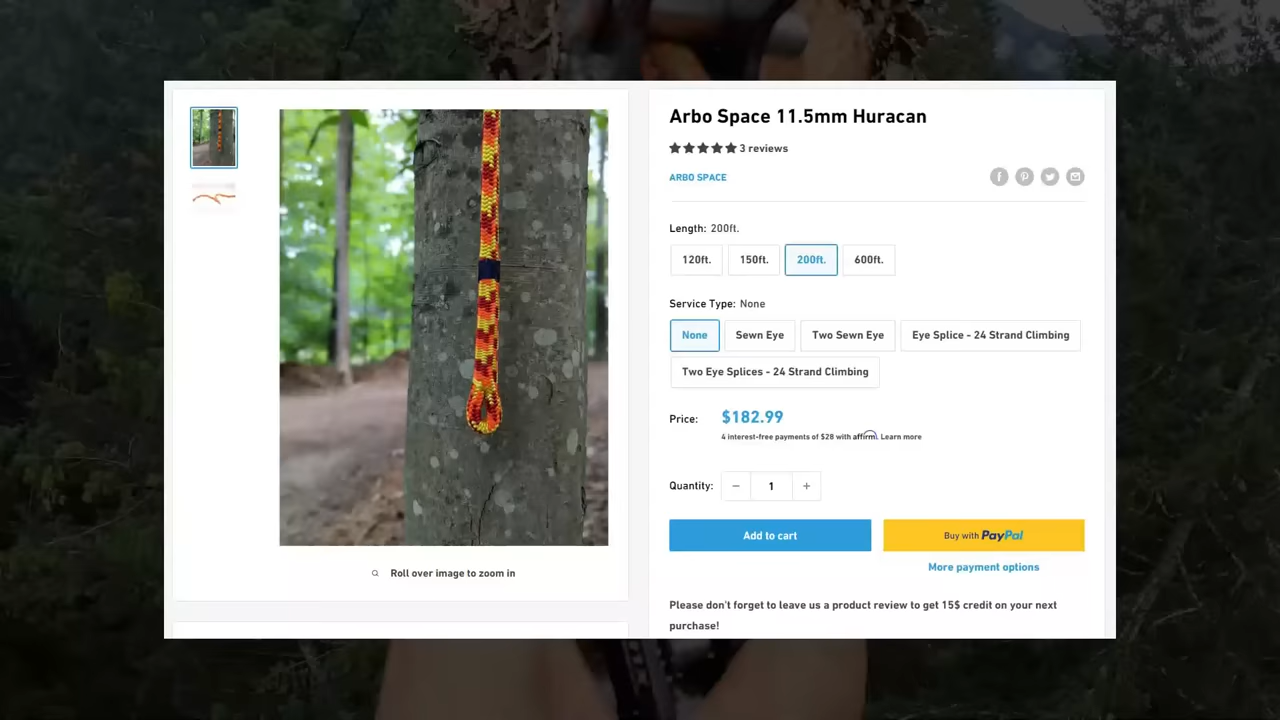 Arbo Space 11.5mm Huracan
3 reviews
ARBO SPACE
Length: 200ft.
120ft. 150ft. 200ft. 600ft.
Service Type: None
None Sewn Eye Two Sewn Eye Eye Splice - 24 Strand Climbing
Two Eye Splices - 24 Strand Climbing
Price: $182.99
4 interest-free payments of $28 with affirm. Learn more
Quantity: − 1 +
Add to cart Buy with PayPal
More payment options
Roll over image to zoom in
Please don't forget to leave us a product review to get 15$ credit on your next
purchase!